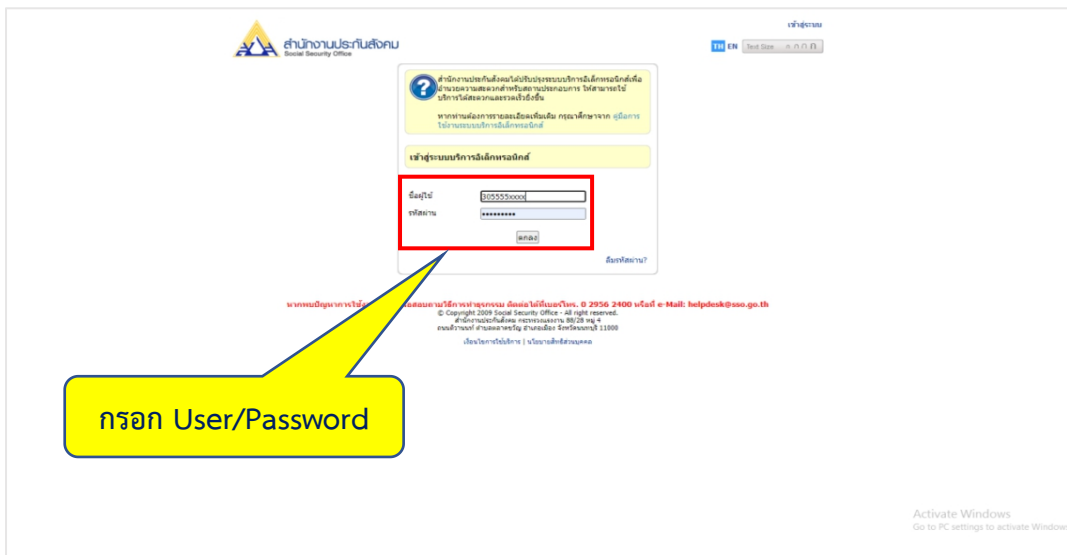 เข้าสู่ระบบ
สำนักงานประกันสังคม
Social Security Office
TH EN Text Size
สำนักงานประกันสังคมได้ปรับปรุงระบบบริการอิเล็กทรอนิกส์เพื่อ
อำนวยความสะดวกสำหรับสถานประกอบการ ให้สามารถใช้
บริการได้สะดวกและรวดเร็วยิ่งขึ้น
หากท่านต้องการรายละเอียดเพิ่มเติม กรุณาศึกษาจาก คู่มือการ
ใช้งานระบบบริการอิเล็กทรอนิกส์
เข้าสู่ระบบบริการอิเล็กทรอนิกส์
ชื่อผู้ใช้ 305555xxxx
รหัสผ่าน •••••••••
ตกลง
ลืมรหัสผ่าน?
หากพบปัญหาการใช้ สอบถามวิธีการทำธุรกรรม ติดต่อได้ที่เบอร์โทร. 0 2956 2400 หรือที่ e-Mail: helpdesk@sso.go.th
© Copyright 2009 Social Security Office - All right reserved.
สำนักงานประกันสังคม กระทรวงแรงงาน 88/28 หมู่ 4
ถนนติวานนท์ ตำบลตลาดขวัญ อำเภอเมือง จังหวัดนนทบุรี 11000
เงื่อนไขการใช้บริการ | นโยบายสิทธิส่วนบุคคล
กรอก User/Password
Activate Windows
Go to PC settings to activate Window